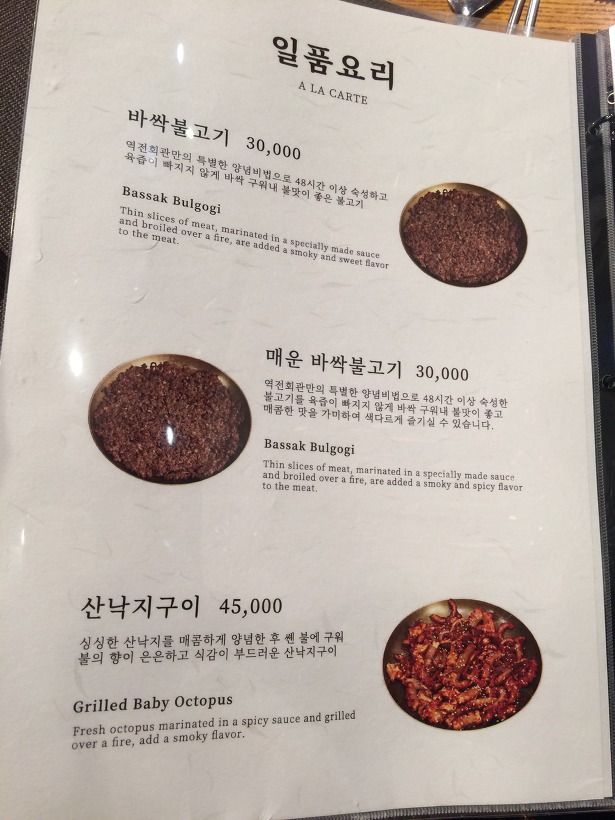 일품요리
A LA CARTE
바싹불고기 30,000
역전회관만의 특별한 양념비법으로 48시간 이상 숙성하고
육즙이 빠지지 않게 바싹 구워내 불맛이 좋은 불고기
Bassak Bulgogi
Thin slices of meat, marinated in a specially made sauce
and broiled over a fire, are added a smoky and sweet flavor
to the meat.
매운 바싹불고기 30,000
역전회관만의 특별한 양념비법으로 48시간 이상 숙성한
불고기를 육즙이 빠지지 않게 바싹 구워내 불맛이 좋고
매콤한 맛을 가미하여 색다르게 즐기실 수 있습니다.
Bassak Bulgogi
Thin slices of meat, marinated in a specially made sauce
and broiled over a fire, are added a smoky and spicy flavor
to the meat.
산낙지구이 45,000
싱싱한 산낙지를 매콤하게 양념한 후 쎈 불에 구워
불의 향이 은은하고 식감이 부드러운 산낙지구이
Grilled Baby Octopus
Fresh octopus marinated in a spicy sauce and grilled
over a fire, add a smoky flavor.